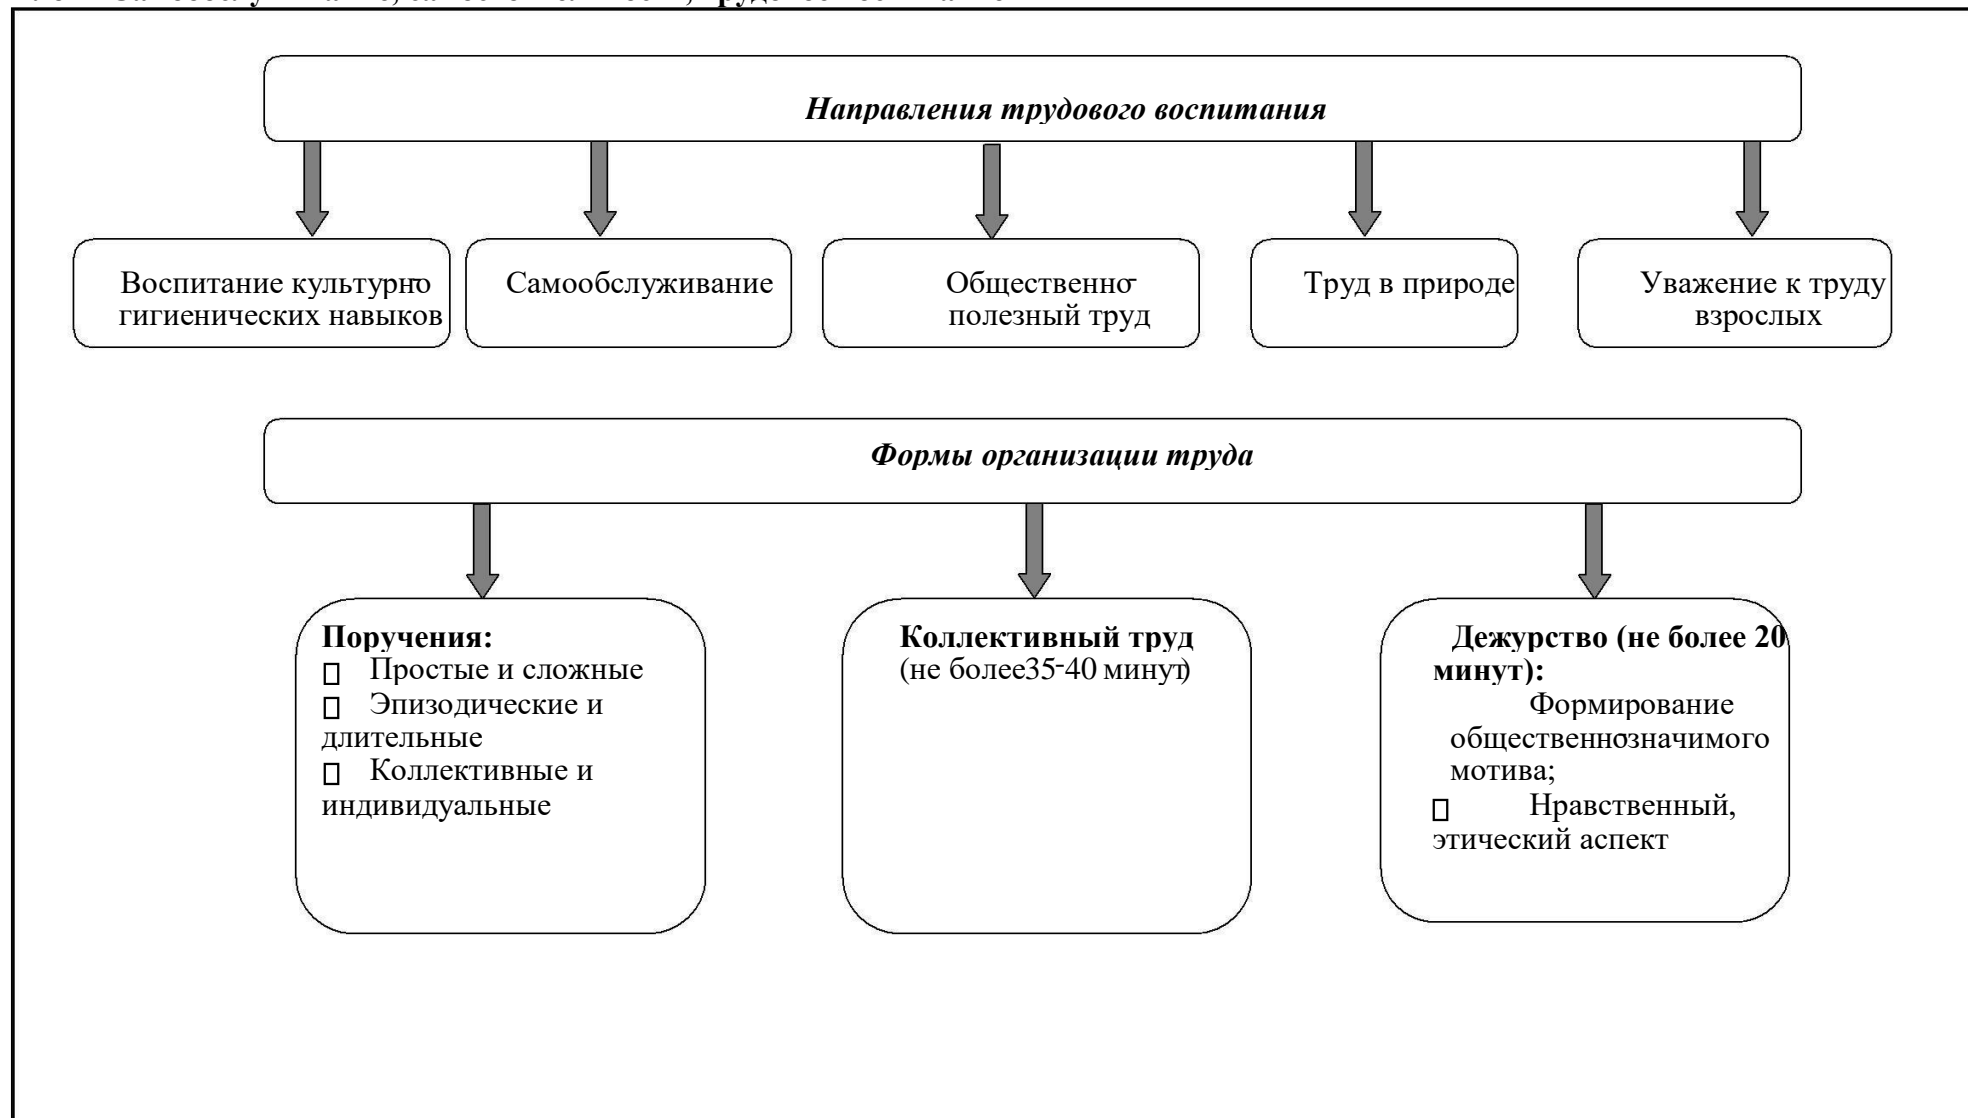 Направления трудового воспитания
Воспитание культурно-
гигиенических навыков
Самообслуживание
Общественно-
полезный труд
Труд в природе
Уважение к труду
взрослых
Формы организации труда
Поручения:
Простые и сложные
Эпизодические и
длительные
Коллективные и
индивидуальные
Коллективный труд
(не более35-40 минут)
Дежурство (не более 20
минут):
Формирование
общественно-значимого
мотива;
Нравственный,
этический аспект